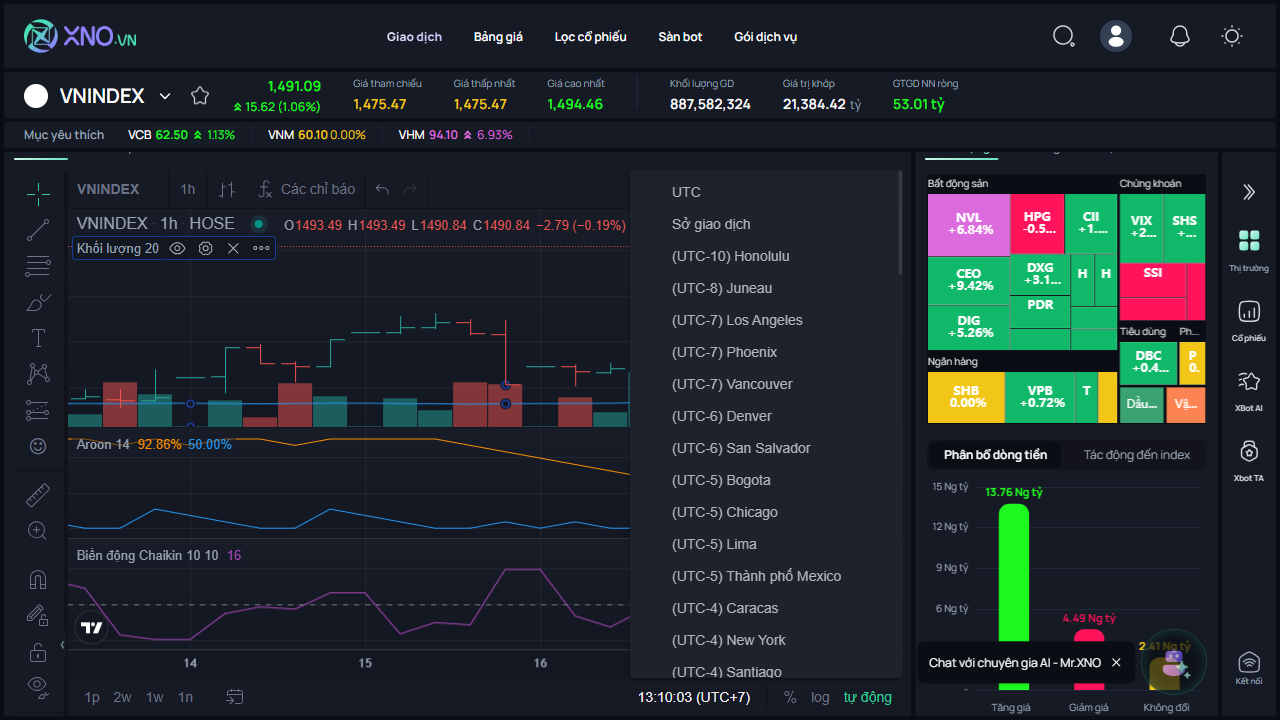 XNO.VN
Giao dịch
Bảng giá
Lọc cổ phiếu
Sàn bot
Gói dịch vụ
VNINDEX
1,491.09
15.62 (1.06%)
Giá tham chiếu
1,475.47
Giá thấp nhất
1,475.47
Giá cao nhất
1,494.46
Khối lượng GD
887,582,324
Giá trị khớp
21,384.42 tỷ
GTGD NN ròng
53.01 tỷ
Mục yêu thích
VCB 62.50 1.13%
VNM 60.10 0.00%
VHM 94.10 6.93%
VNINDEX
1h
Các chỉ báo
VNINDEX · 1h · HOSE
O1493.49 H1493.49 L1490.84 C1490.84 −2.79 (−0.19%)
Khối lượng 20
Aroon 14 92.86% 50.00%
Biến động Chaikin 10 10 16
14
15
16
1p
2w
1w
1n
13:10:03 (UTC+7)
%
log
tự động
UTC
Sở giao dịch
(UTC-10) Honolulu
(UTC-8) Juneau
(UTC-7) Los Angeles
(UTC-7) Phoenix
(UTC-7) Vancouver
(UTC-6) Denver
(UTC-6) San Salvador
(UTC-5) Bogota
(UTC-5) Chicago
(UTC-5) Lima
(UTC-5) Thành phố Mexico
(UTC-4) Caracas
(UTC-4) New York
(UTC-4) Santiago
Bất động sản
NVL
+6.84%
HPG
-0.5...
CII
+1....
CEO
+9.42%
DXG
+3.1...
H
H
DIG
+5.26%
PDR
Chứng khoán
VIX
+2...
SHS
+...
SSI
Ngân hàng
SHB
0.00%
VPB
+0.72%
T
Tiêu dùng
DBC
+0.4...
Ph...
P
0.
Dầu...
Vậ...
Phân bổ dòng tiền
Tác động đến index
15 Ng tỷ
12 Ng tỷ
9 Ng tỷ
6 Ng tỷ
13.76 Ng tỷ
4.49 Ng tỷ
2.41 Ng tỷ
Tăng giá
Giảm giá
Không đổi
Chat với chuyên gia AI - Mr.XNO
Thị trường
Cổ phiếu
XBot AI
Xbot TA
Kết nối